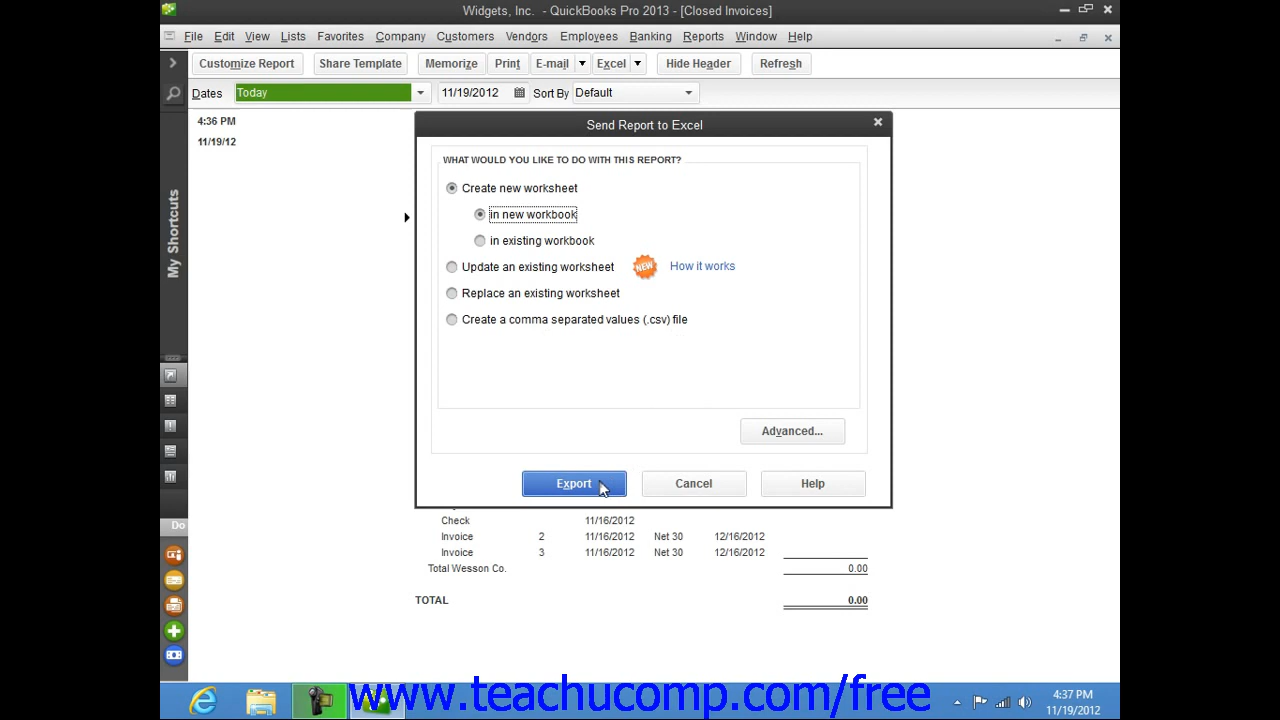 Widgets, Inc. - QuickBooks Pro 2013 - [Closed Invoices]
File Edit View Lists Favorites Company Customers Vendors Employees Banking Reports Window Help
Customize Report Share Template Memorize Print E-mail Excel Hide Header Refresh
Dates Today 11/19/2012 Sort By Default
4:36 PM
11/19/12
My Shortcuts
Do
Send Report to Excel
WHAT WOULD YOU LIKE TO DO WITH THIS REPORT?
Create new worksheet
in new workbook
in existing workbook
Update an existing worksheet NEW How it works
Replace an existing worksheet
Create a comma separated values (.csv) file
Advanced...
Export Cancel Help
Check 11/16/2012
Invoice 2 11/16/2012 Net 30 12/16/2012
Invoice 3 11/16/2012 Net 30 12/16/2012
Total Wesson Co. 0.00
TOTAL 0.00
www.teachucomp.com/free
4:37 PM
11/19/2012